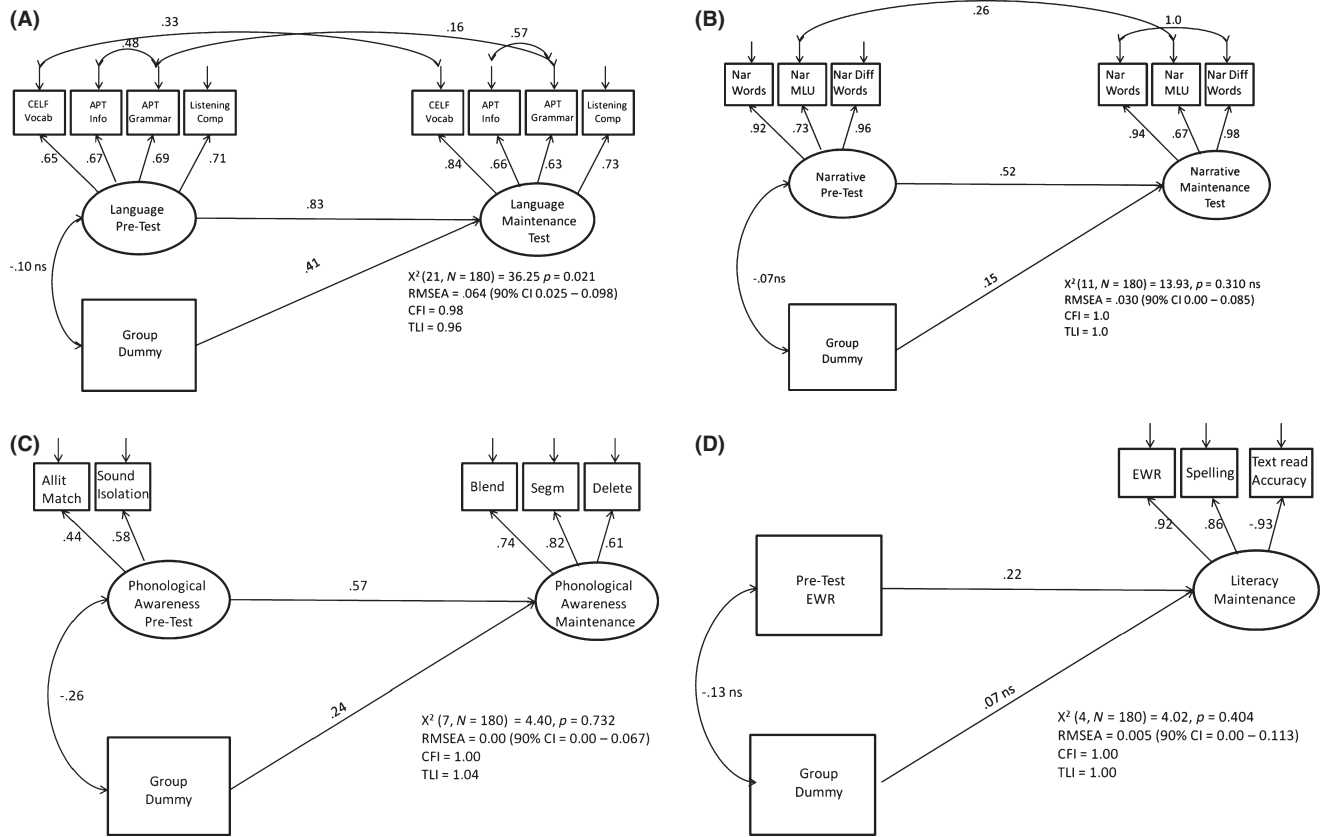 (A)
.33
.48
.16
.57
CELF
Vocab
APT
Info
APT
Grammar
Listening
Comp
CELF
Vocab
APT
Info
APT
Grammar
Listening
Comp
.65
.67
.69
.71
.84
.66
.63
.73
Language
Pre-Test
.83
Language
Maintenance
Test
-.10 ns
.41
Group
Dummy
X² (21, N = 180) = 36.25 p = 0.021
RMSEA = .064 (90% CI 0.025 – 0.098)
CFI = 0.98
TLI = 0.96
(B)
.26
1.0
Nar
Words
Nar
MLU
Nar Diff
Words
Nar
Words
Nar
MLU
Nar Diff
Words
.92
.73
.96
.94
.67
.98
Narrative
Pre-Test
.52
Narrative
Maintenance
Test
-.07ns
.15
Group
Dummy
X² (11, N = 180) = 13.93, p = 0.310 ns
RMSEA = .030 (90% CI 0.00 – 0.085)
CFI = 1.0
TLI = 1.0
(C)
Allit
Match
Sound
Isolation
Blend
Segm
Delete
.44
.58
.74
.82
.61
Phonological
Awareness
Pre-Test
.57
Phonological
Awareness
Maintenance
-.26
.24
Group
Dummy
X² (7, N = 180) = 4.40, p = 0.732
RMSEA = 0.00 (90% CI = 0.00 – 0.067)
CFI = 1.00
TLI = 1.04
(D)
EWR
Spelling
Text read
Accuracy
.92
.86
-.93
Pre-Test
EWR
.22
Literacy
Maintenance
-.13 ns
.07 ns
Group
Dummy
X² (4, N = 180) = 4.02, p = 0.404
RMSEA = 0.005 (90% CI = 0.00 – 0.113)
CFI = 1.00
TLI = 1.00